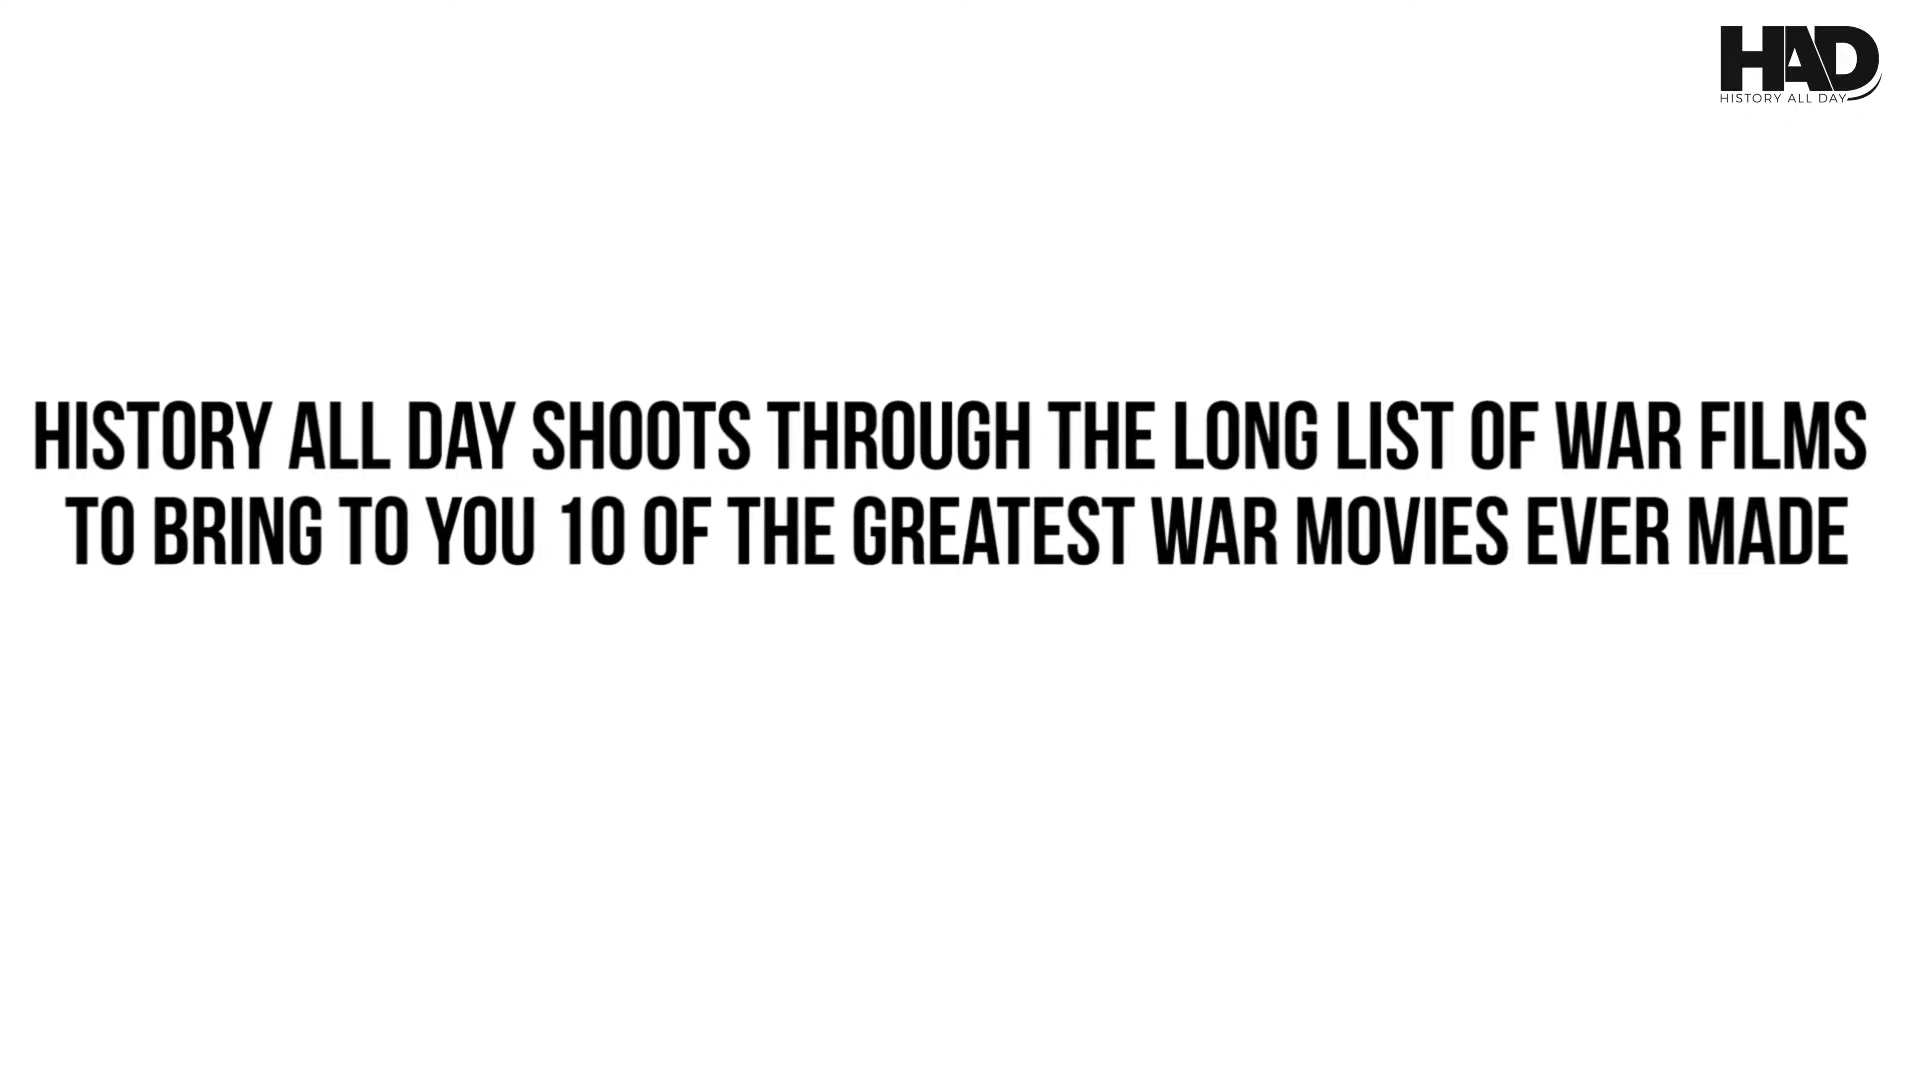 HAD
HISTORY ALL DAY
HISTORY ALL DAY SHOOTS THROUGH THE LONG LIST OF WAR FILMS
TO BRING TO YOU 10 OF THE GREATEST WAR MOVIES EVER MADE